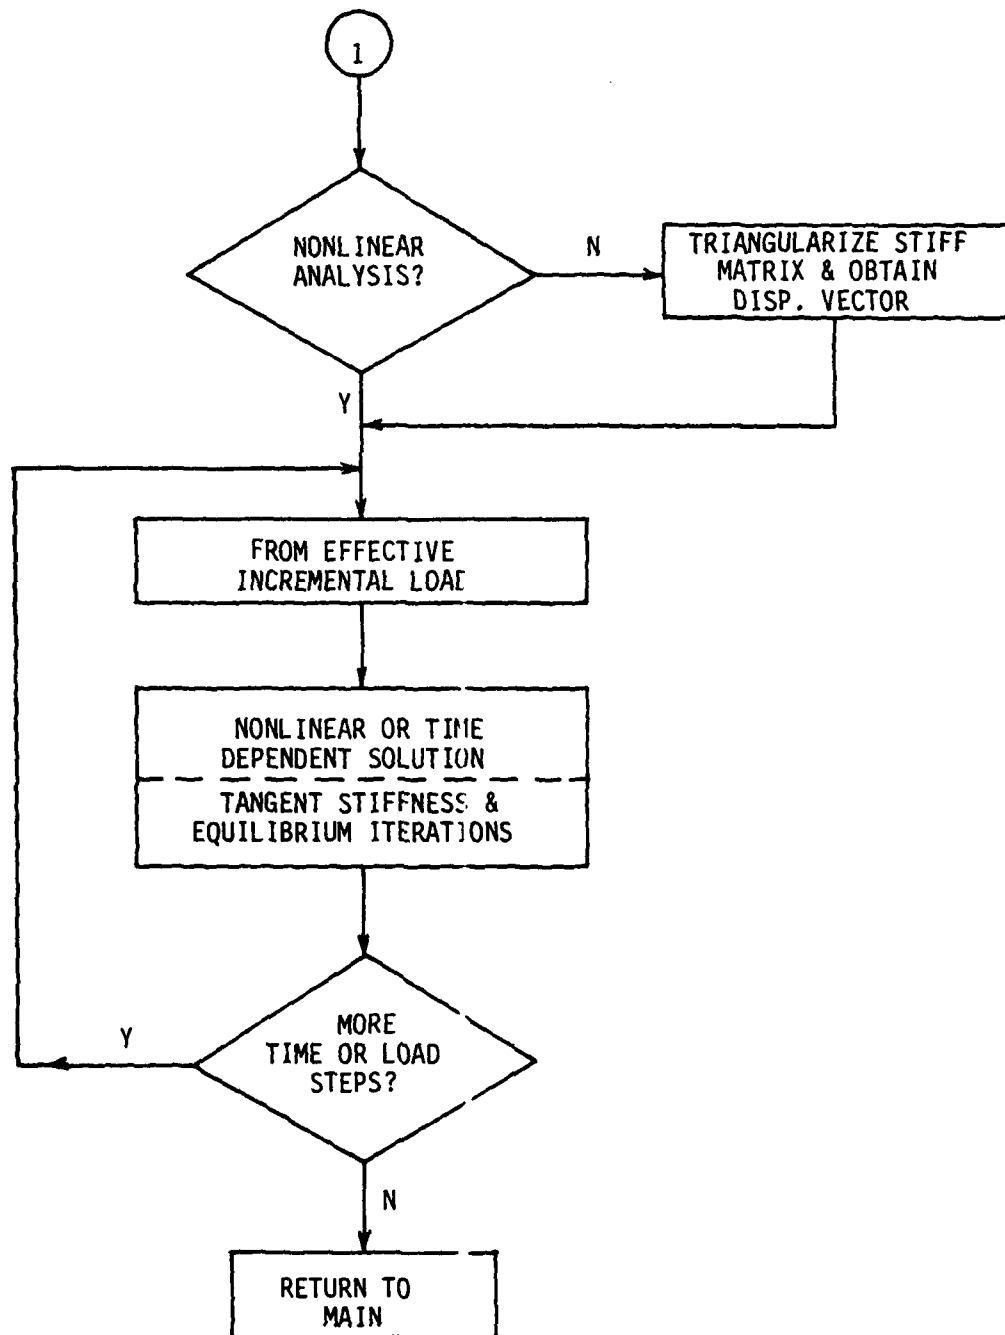 1
NONLINEAR
ANALYSIS?
N
TRIANGULARIZE STIFF
MATRIX & OBTAIN
DISP. VECTOR
Y
FROM EFFECTIVE
INCREMENTAL LOAD
NONLINEAR OR TIME
DEPENDENT SOLUTION
TANGENT STIFFNESS &
EQUILIBRIUM ITERATIONS
Y
MORE
TIME OR LOAD
STEPS?
N
RETURN TO
MAIN